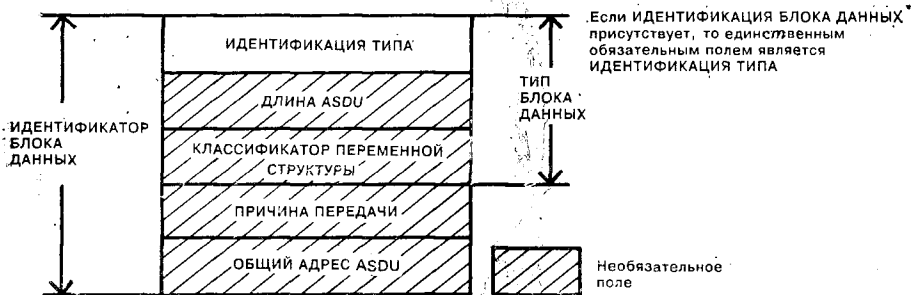 Если ИДЕНТИФИКАЦИЯ БЛОКА ДАННЫХ
присутствует, то единственным
обязательным полем является
ИДЕНТИФИКАЦИЯ ТИПА
ИДЕНТИФИКАЦИЯ ТИПА
ТИП
БЛОКА
ДАННЫХ
ДЛИНА ASDU
ИДЕНТИФИКАТОР
БЛОКА
ДАННЫХ
КЛАССИФИКАТОР ПЕРЕМЕННОЙ
СТРУКТУРЫ
ПРИЧИНА ПЕРЕДАЧИ
ОБЩИЙ АДРЕС ASDU
Необязательное
поле